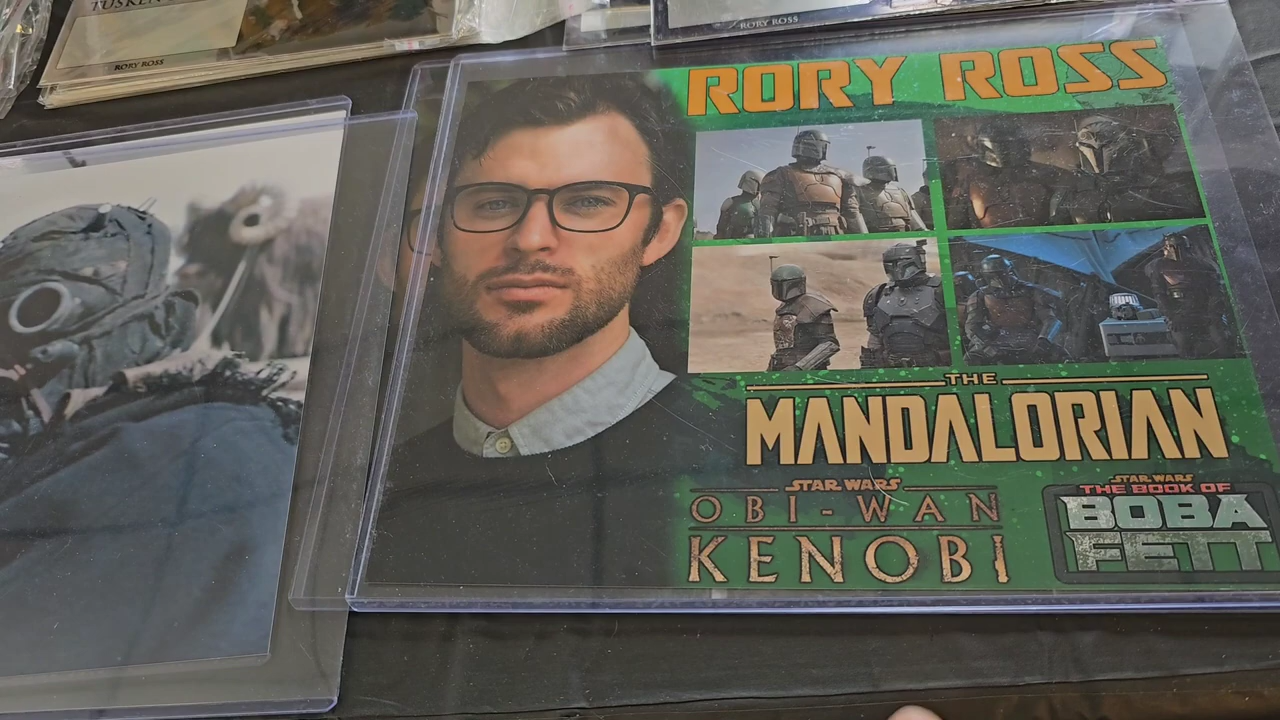 TUSKEN
RORY ROSS
RORY ROSS
RORY ROSS
THE
MANDALORIAN
STAR WARS
OBI-WAN
KENOBI
STAR WARS
THE BOOK OF
BOBA
FETT